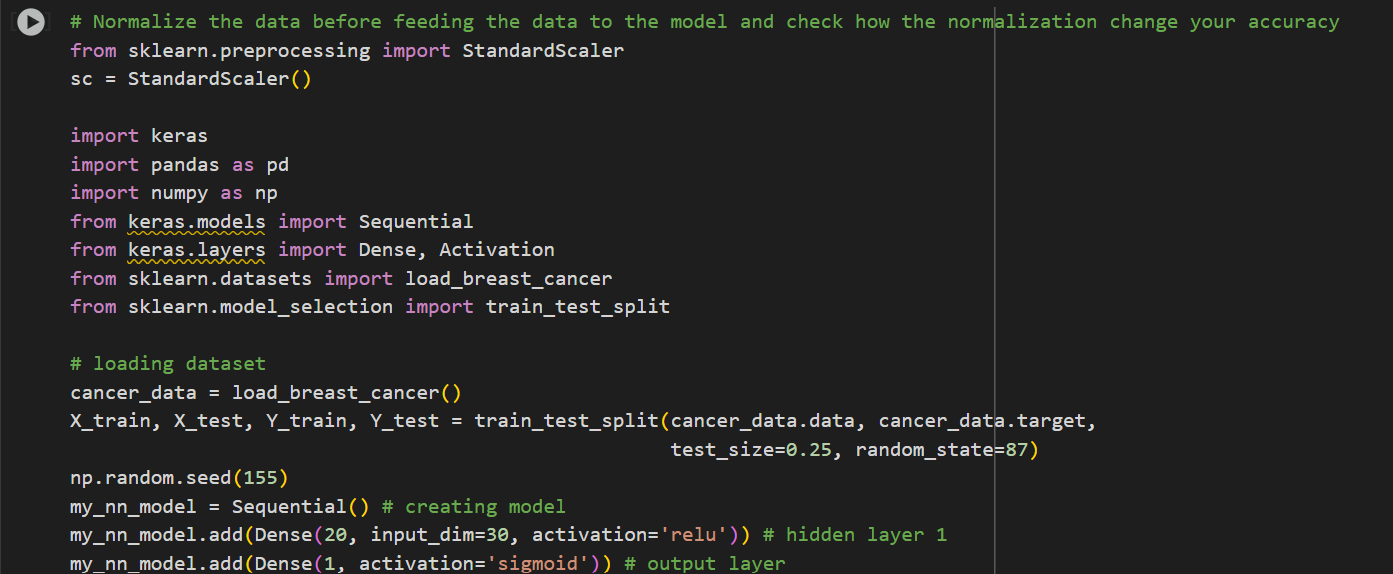 # Normalize the data before feeding the data to the model and check how the normalization change your accuracy
from sklearn.preprocessing import StandardScaler
sc = StandardScaler()
import keras
import pandas as pd
import numpy as np
from keras.models import Sequential
from keras.layers import Dense, Activation
from sklearn.datasets import load_breast_cancer
from sklearn.model_selection import train_test_split
# loading dataset
cancer_data = load_breast_cancer()
X_train, X_test, Y_train, Y_test = train_test_split(cancer_data.data, cancer_data.target,
test_size=0.25, random_state=87)
np.random.seed(155)
my_nn_model = Sequential() # creating model
my_nn_model.add(Dense(20, input_dim=30, activation='relu')) # hidden layer 1
my_nn_model.add(Dense(1, activation='sigmoid')) # output layer